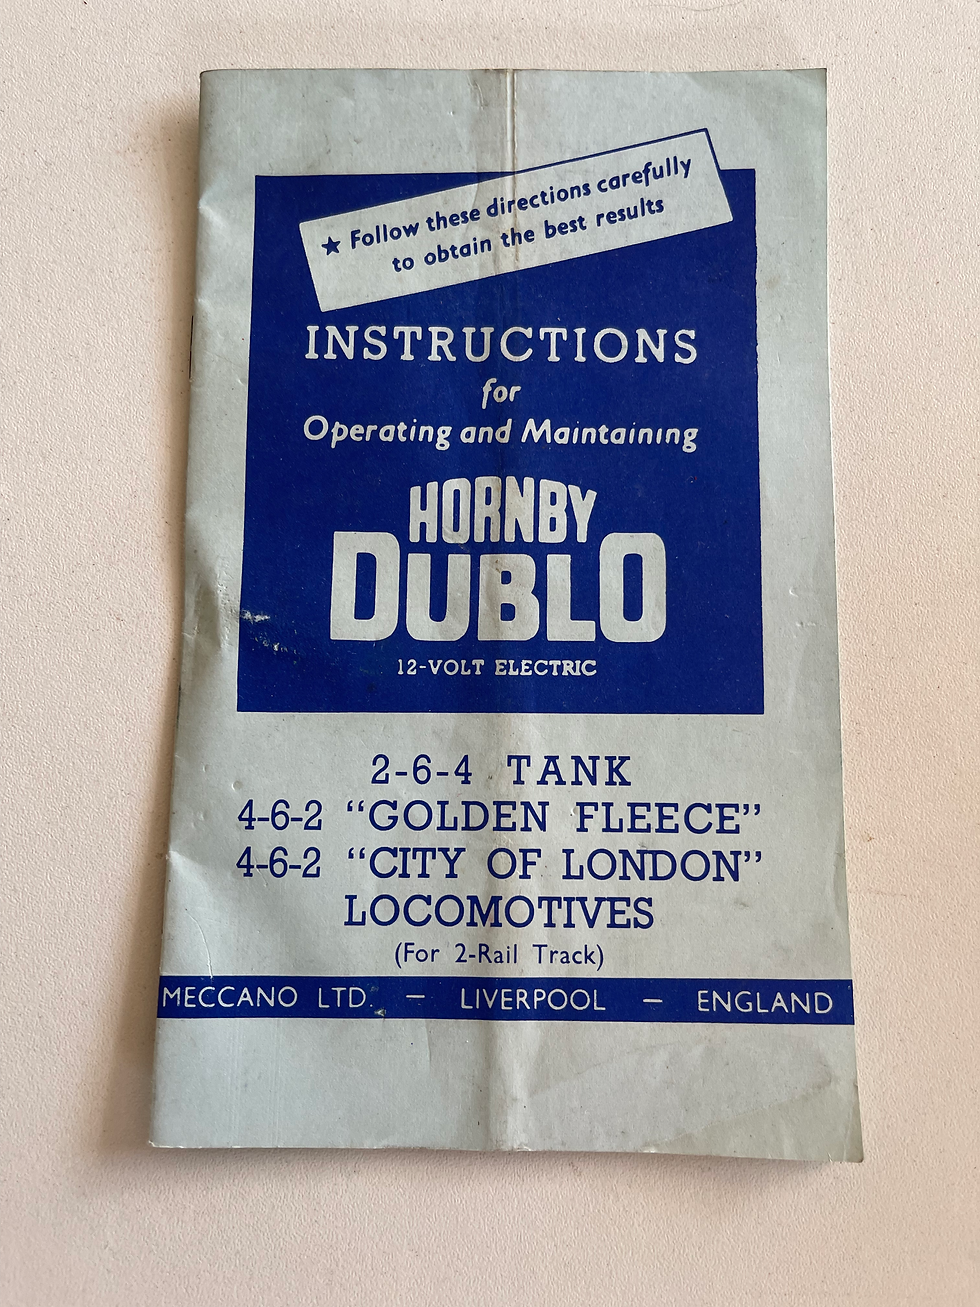 ★ Follow these directions carefully
to obtain the best results
INSTRUCTIONS
for
Operating and Maintaining
HORNBY
DUBLO
12-VOLT ELECTRIC
2-6-4 TANK
4-6-2 “GOLDEN FLEECE”
4-6-2 “CITY OF LONDON”
LOCOMOTIVES
(For 2-Rail Track)
MECCANO LTD. — LIVERPOOL — ENGLAND